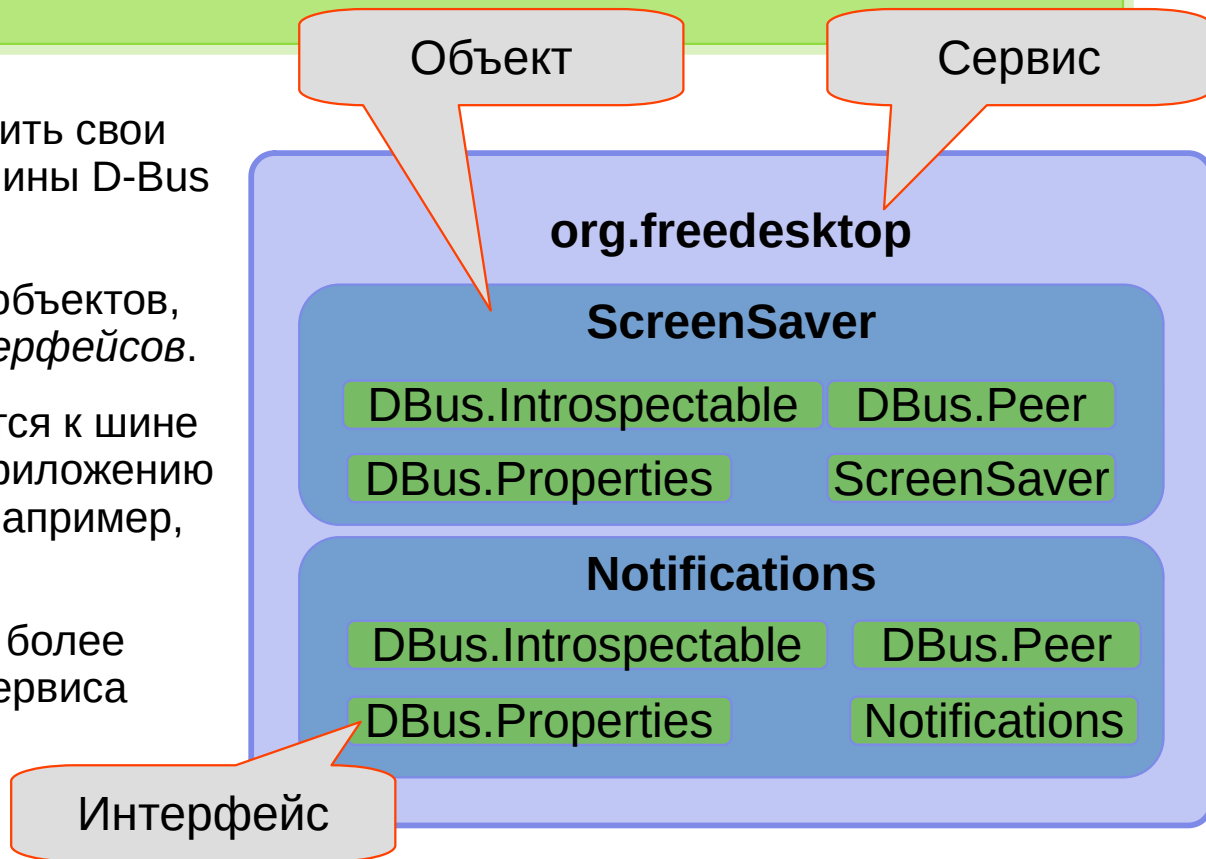 Объект
Сервис
ить свои
ины D-Bus
объектов,
ерфейсов.
тся к шине
риложению
апример,
более
ервиса
org.freedesktop
ScreenSaver
DBus.Introspectable DBus.Peer
DBus.Properties ScreenSaver
Notifications
DBus.Introspectable DBus.Peer
DBus.Properties Notifications
Интерфейс